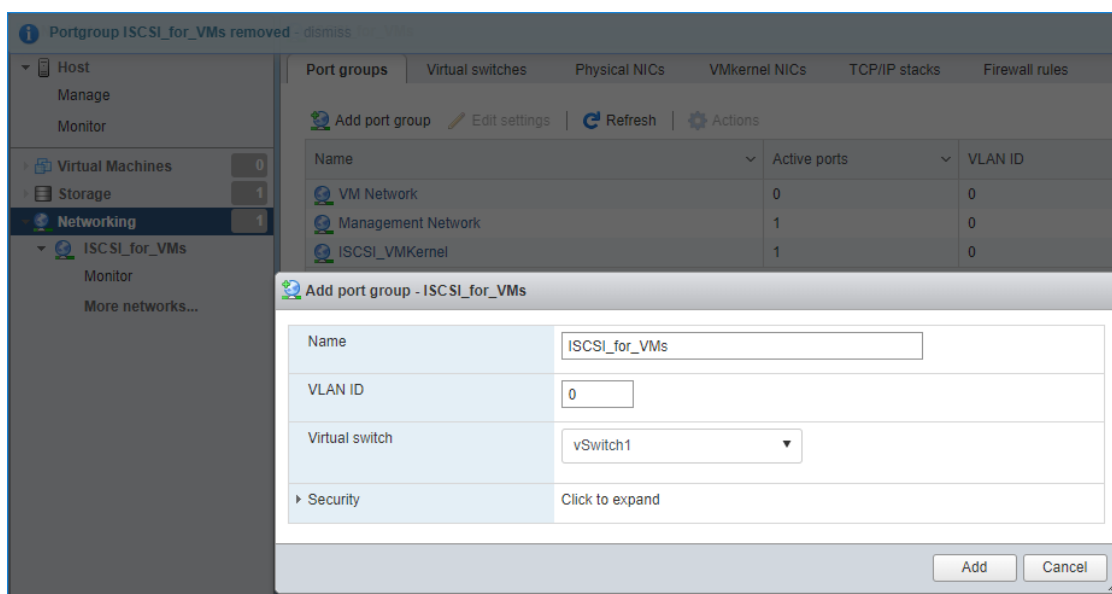 Portgroup ISCSI_for_VMs removed - dismiss
Host
Manage
Monitor
Virtual Machines 0
Storage 1
Networking 1
ISCSI_for_VMs
Monitor
More networks...
Port groups Virtual switches Physical NICs VMkernel NICs TCP/IP stacks Firewall rules
Add port group Edit settings Refresh Actions
Name Active ports VLAN ID
VM Network 0 0
Management Network 1 0
ISCSI_VMKernel 1 0
Add port group - ISCSI_for_VMs
Name ISCSI_for_VMs
VLAN ID 0
Virtual switch vSwitch1
Security Click to expand
Add Cancel